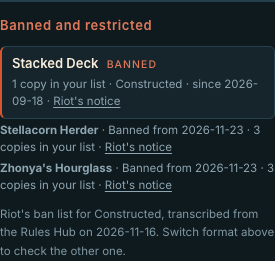 Banned and restricted
Stacked Deck BANNED
1 copy in your list · Constructed · since 2026-
09-18 · Riot's notice
Stellacorn Herder · Banned from 2026-11-23 · 3
copies in your list · Riot's notice
Zhonya's Hourglass · Banned from 2026-11-23 · 3
copies in your list · Riot's notice
Riot's ban list for Constructed, transcribed from
the Rules Hub on 2026-11-16. Switch format above
to check the other one.